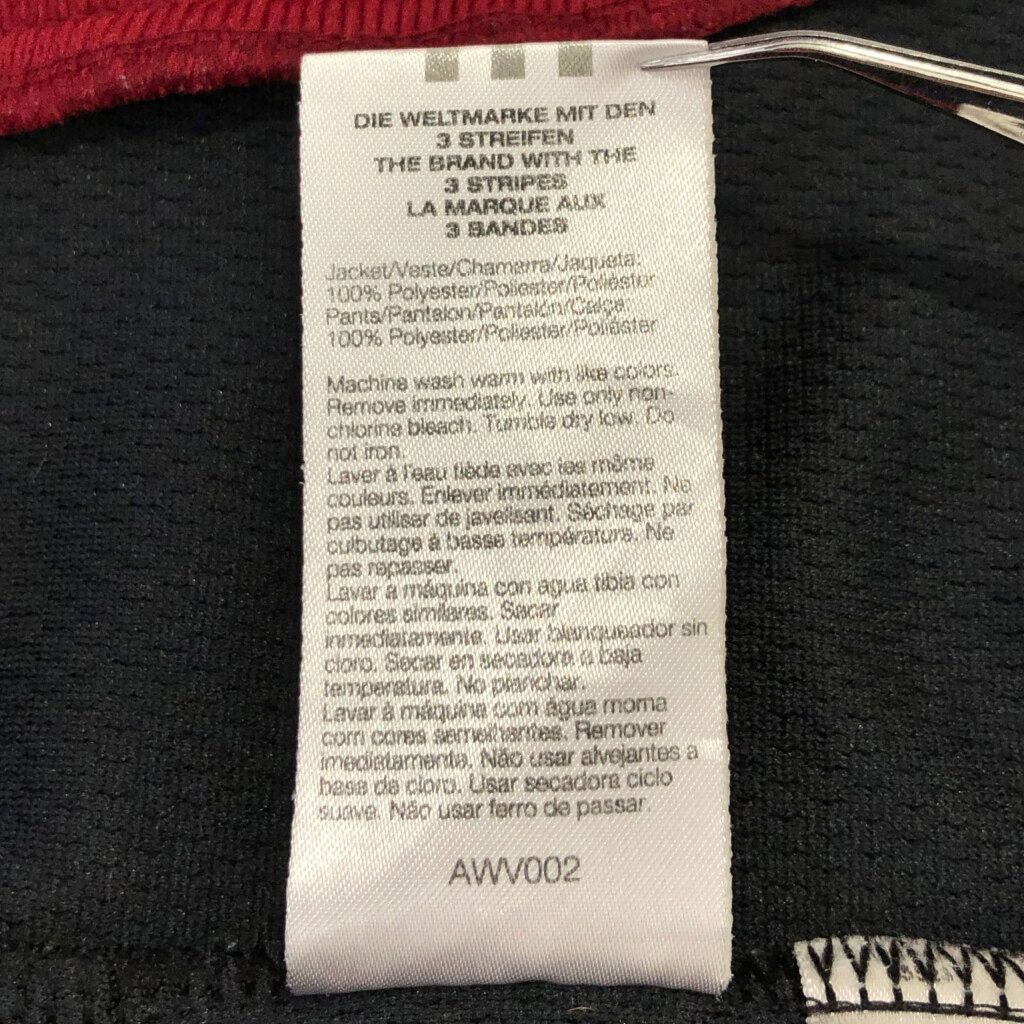 DIE WELTMARKE MIT DEN
3 STREIFEN
THE BRAND WITH THE
3 STRIPES
LA MARQUE AUX
3 BANDES
Jacket/Veste/Chamarra/Jaqueta:
100% Polyester/Poliester/Poliéster
Pants/Pantalon/Pantalón/Calça:
100% Polyester/Poliester/Poliéster
Machine wash warm with like colors.
Remove immediately. Use only non-
chlorine bleach. Tumble dry low. Do
not iron.
Laver à l'eau tiède avec les même
couleurs. Enlever immédiatement. Ne
pas utiliser de javellisant. Séchage par
culbutage à basse température. Ne
pas repasser.
Lavar a máquina con agua tibia con
colores similares. Sacar
inmediatamente. Usar blanqueador sin
cloro. Secar en secadora a baja
temperatura. No planchar.
Lavar à máquina com água morna
com cores semelhantes. Remover
imediatamente. Não usar alvejantes a
base de cloro. Usar secadora ciclo
suave. Não usar ferro de passar.
AWV002